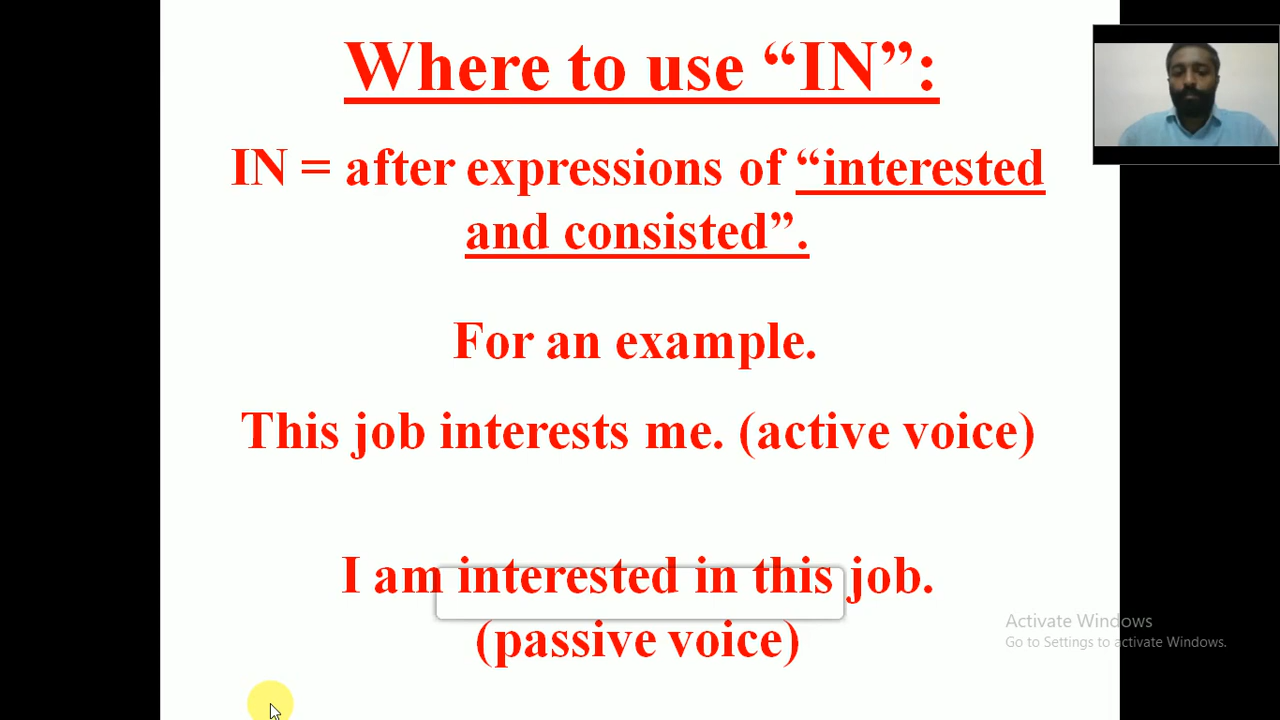 Where to use “IN”:
IN = after expressions of “interested
and consisted”.
For an example.
This job interests me. (active voice)
I am interested in this job.
(passive voice)
Activate Windows
Go to Settings to activate Windows.